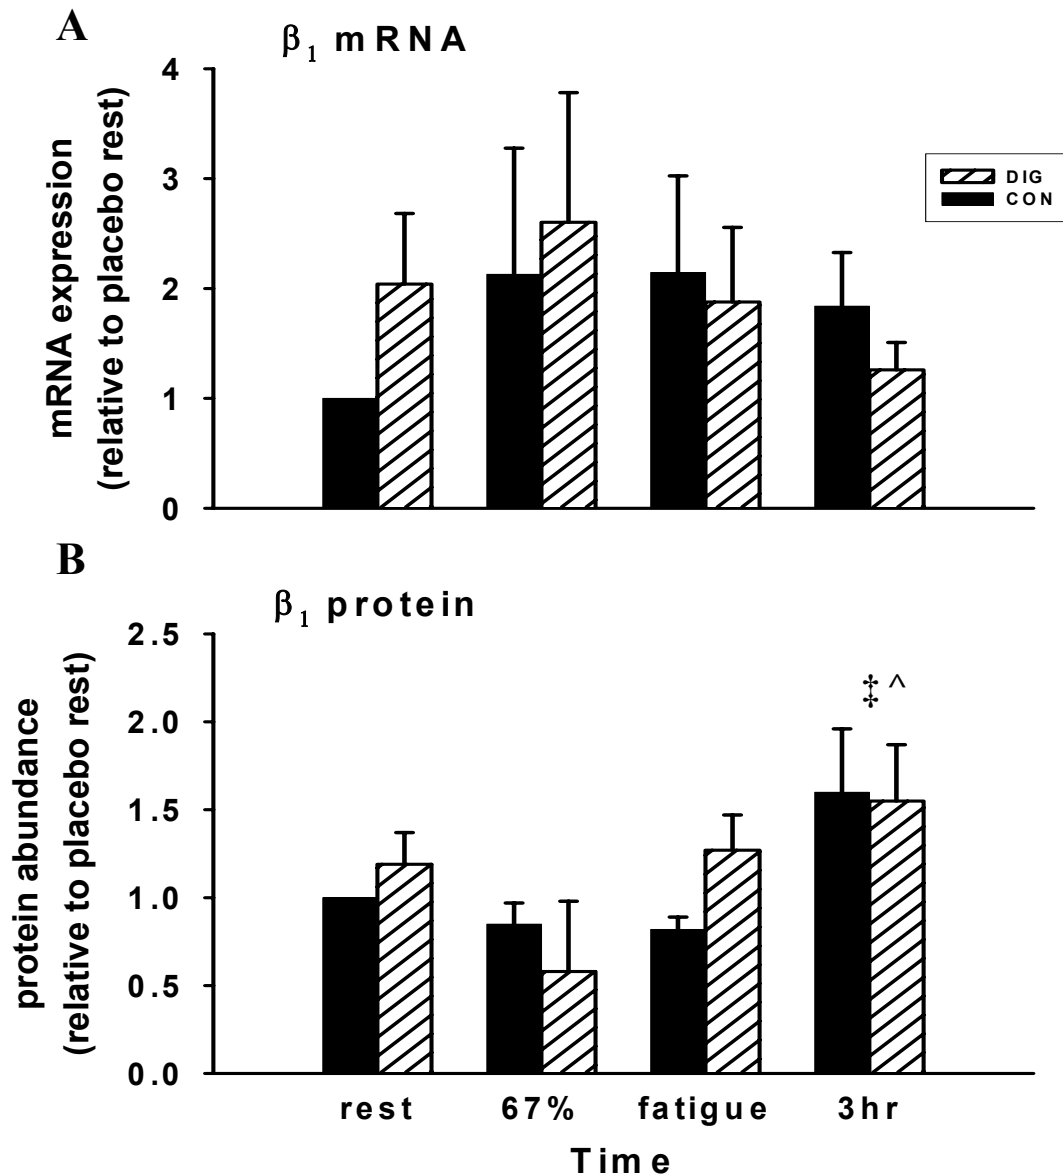 A
β₁ mRNA
mRNA expression
(relative to placebo rest)
4
3
2
1
0
DIG
CON
B
β₁ protein
protein abundance
(relative to placebo rest)
2.5
2.0
1.5
1.0
0.5
0.0
‡ ^
rest 67% fatigue 3hr
Time